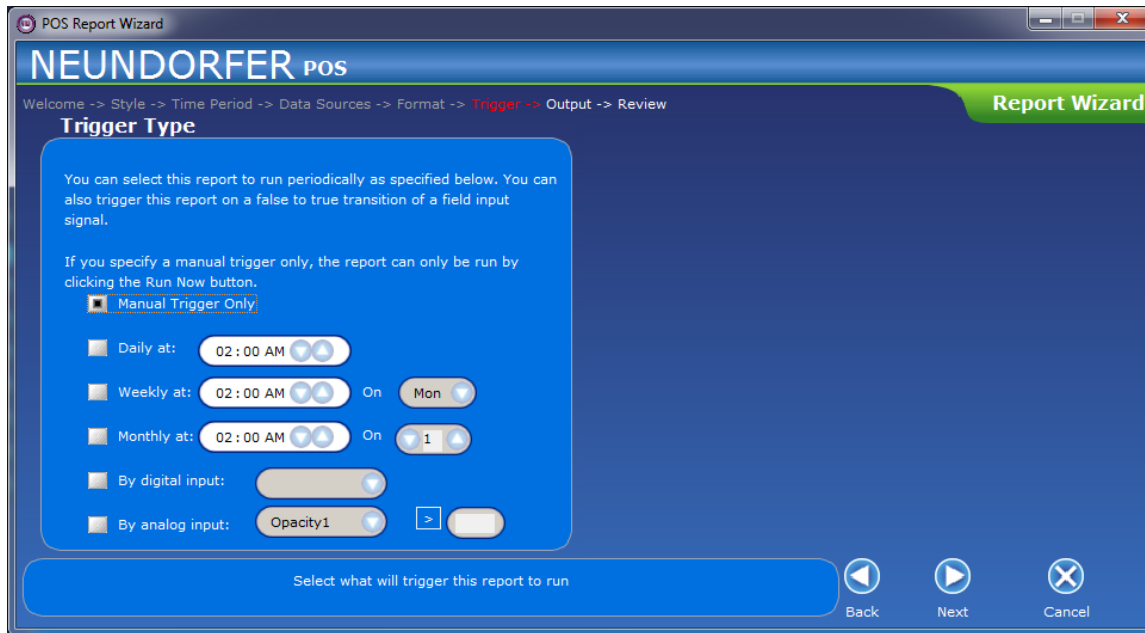 POS Report Wizard
NEUNDORFER POS
Welcome -> Style -> Time Period -> Data Sources -> Format -> Trigger -> Output -> Review
Report Wizard
Trigger Type
You can select this report to run periodically as specified below. You can
also trigger this report on a false to true transition of a field input
signal.
If you specify a manual trigger only, the report can only be run by
clicking the Run Now button.
Manual Trigger Only
Daily at: 02:00 AM
Weekly at: 02:00 AM On Mon
Monthly at: 02:00 AM On 1
By digital input:
By analog input: Opacity1 >
Select what will trigger this report to run
Back Next Cancel